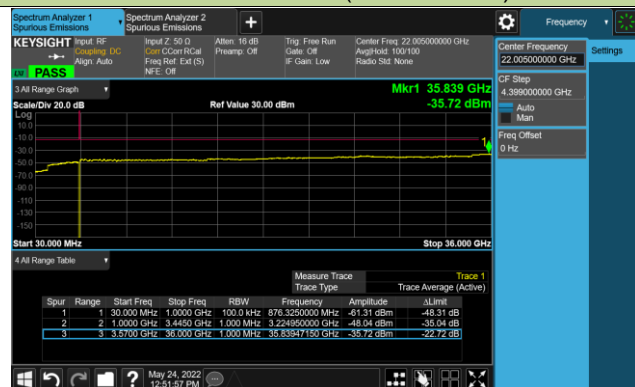 Spectrum Analyzer 1
Spurious Emissions
Spectrum Analyzer 2
Spurious Emissions
+
Frequency
KEYSIGHT
Input: RF
Coupling: DC
Align: Auto
Input Z: 50 Ω
Corr CCorr RCal
Freq Ref: Ext (S)
NFE: Off
Atten: 16 dB
Preamp: Off
Trig: Free Run
Gate: Off
IF Gain: Low
Center Freq: 22.005000000 GHz
Avg|Hold: 100/100
Radio Std: None
PASS
Center Frequency
22.005000000 GHz
Settings
CF Step
4.399000000 GHz
Auto
Man
Freq Offset
0 Hz
3 All Range Graph
Mkr1 35.839 GHz
Scale/Div 20.0 dB
Ref Value 30.00 dBm
-35.72 dBm
Log
10.0
-10.0
-30.0
-50.0
-70.0
-90.0
-110
-130
-150
1
Start 30.000 MHz
Stop 36.000 GHz
4 All Range Table
Measure Trace Trace 1
Trace Type Trace Average (Active)
Spur Range Start Freq Stop Freq RBW Frequency Amplitude ΔLimit
1 1 30.000 MHz 1.0000 GHz 100.0 kHz 876.3250000 MHz -61.31 dBm -48.31 dB
2 2 1.0000 GHz 3.4450 GHz 1.000 MHz 3.224950000 GHz -48.04 dBm -35.04 dB
3 3 3.5700 GHz 36.000 GHz 1.000 MHz 35.83947150 GHz -35.72 dBm -22.72 dB
?
May 24, 2022
12:51:57 PM